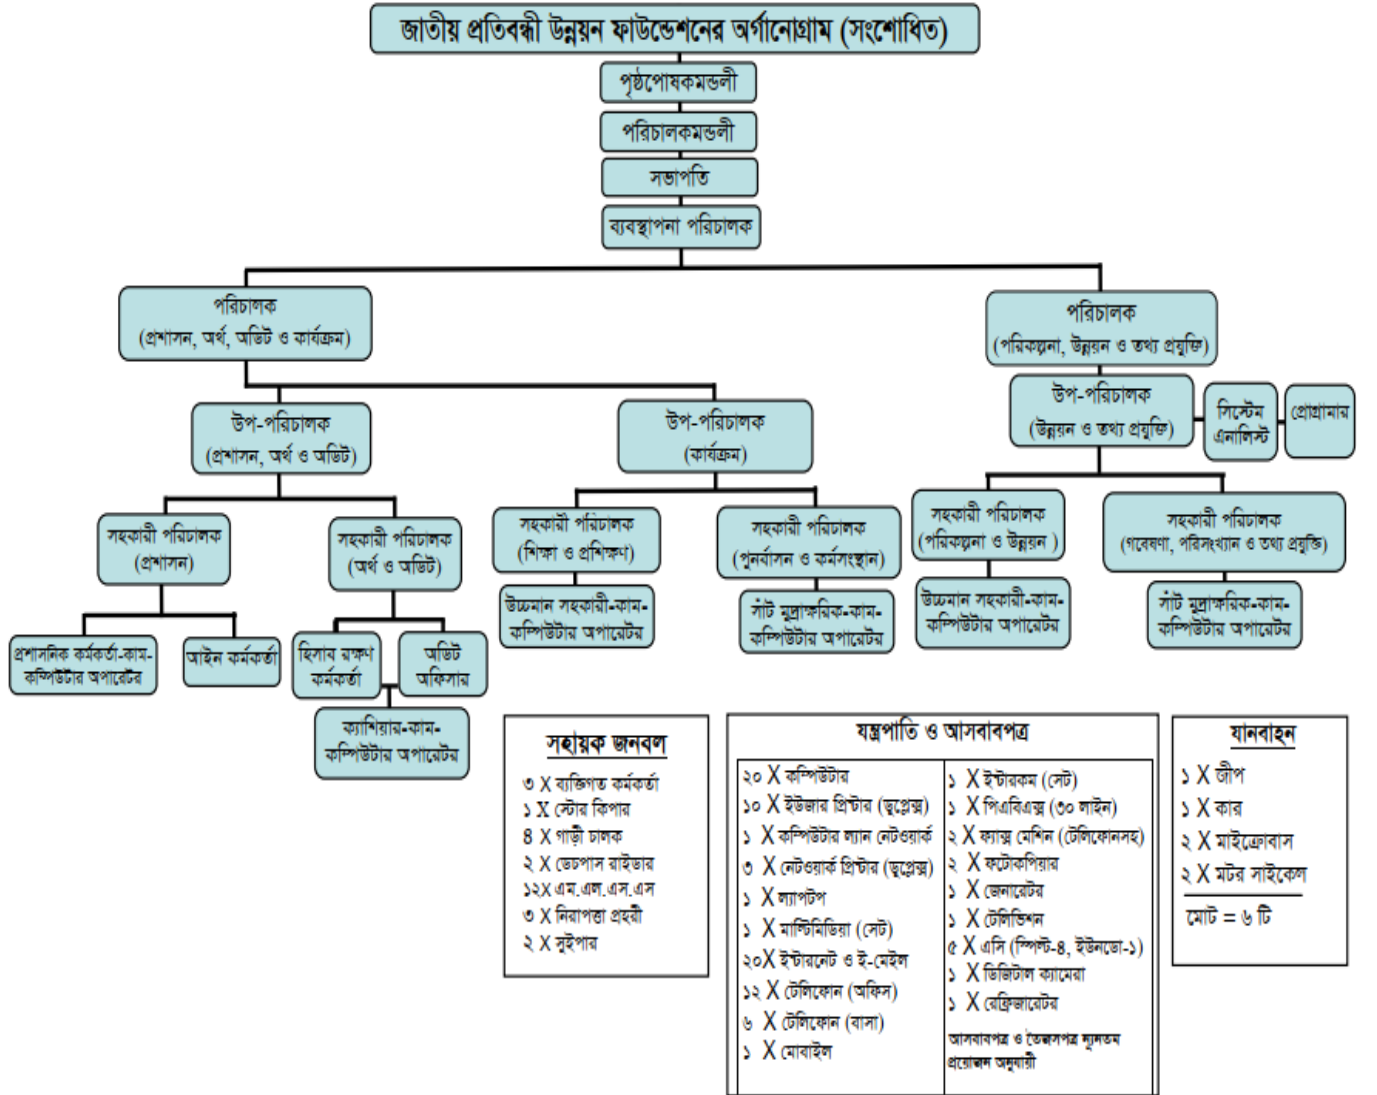 জাতীয় প্রতিবন্ধী উন্নয়ন ফাউন্ডেশনের অর্গানোগ্রাম (সংশোধিত)
পৃষ্ঠপোষকমন্ডলী
পরিচালকমন্ডলী
সভাপতি
ব্যবস্থাপনা পরিচালক
পরিচালক
(প্রশাসন, অর্থ, অডিট ও কার্যক্রম)
পরিচালক
(পরিকল্পনা, উন্নয়ন ও তথ্য প্রযুক্তি)
উপ-পরিচালক
(প্রশাসন, অর্থ ও অডিট)
উপ-পরিচালক
(কার্যক্রম)
উপ-পরিচালক
(উন্নয়ন ও তথ্য প্রযুক্তি)
সিস্টেম
এনালিস্ট
প্রোগ্রামার
সহকারী পরিচালক
(প্রশাসন)
সহকারী পরিচালক
(অর্থ ও অডিট)
সহকারী পরিচালক
(শিক্ষা ও প্রশিক্ষণ)
সহকারী পরিচালক
(পুনর্বাসন ও কর্মসংস্থান)
সহকারী পরিচালক
(পরিকল্পনা ও উন্নয়ন )
সহকারী পরিচালক
(গবেষণা, পরিসংখ্যান ও তথ্য প্রযুক্তি)
প্রশাসনিক কর্মকর্তা-কাম-
কম্পিউটার অপারেটর
আইন কর্মকর্তা
হিসাব রক্ষণ
কর্মকর্তা
অডিট
অফিসার
ক্যাশিয়ার-কাম-
কম্পিউটার অপারেটর
উচ্চমান সহকারী-কাম-
কম্পিউটার অপারেটর
সাঁট মুদ্রাক্ষরিক-কাম-
কম্পিউটার অপারেটর
উচ্চমান সহকারী-কাম-
কম্পিউটার অপারেটর
সাঁট মুদ্রাক্ষরিক-কাম-
কম্পিউটার অপারেটর
সহায়ক জনবল
৩ X ব্যক্তিগত কর্মকর্তা
১ X স্টোর কিপার
৪ X গাড়ী চালক
২ X ডেচপাস রাইডার
১২X এম.এল.এস.এস
৩ X নিরাপত্তা প্রহরী
২ X সুইপার
যন্ত্রপাতি ও আসবাবপত্র
২০ X কম্পিউটার
১০ X ইউজার প্রিন্টার (ডুপ্লেক্স)
১ X কম্পিউটার ল্যান নেটওয়ার্ক
৩ X নেটওয়ার্ক প্রিন্টার (ডুপ্লেক্স)
১ X ল্যাপটপ
১ X মাল্টিমিডিয়া (সেট)
২০X ইন্টারনেট ও ই-মেইল
১২ X টেলিফোন (অফিস)
৬ X টেলিফোন (বাসা)
১ X মোবাইল
১ X ইন্টারকম (সেট)
১ X পিএবিএক্স (৩০ লাইন)
২ X ফ্যাক্স মেশিন (টেলিফোনসহ)
২ X ফটোকপিয়ার
১ X জেনারেটর
১ X টেলিভিশন
৫ X এসি (স্পিল্ট-৪, ইউনডো-১)
১ X ডিজিটাল ক্যামেরা
১ X রেফ্রিজারেটর
আসবাবপত্র ও তৈজসপত্র ন্যূনতম
প্রয়োজন অনুযায়ী
যানবাহন
১ X জীপ
১ X কার
২ X মাইক্রোবাস
২ X মটর সাইকেল
মোট = ৬ টি